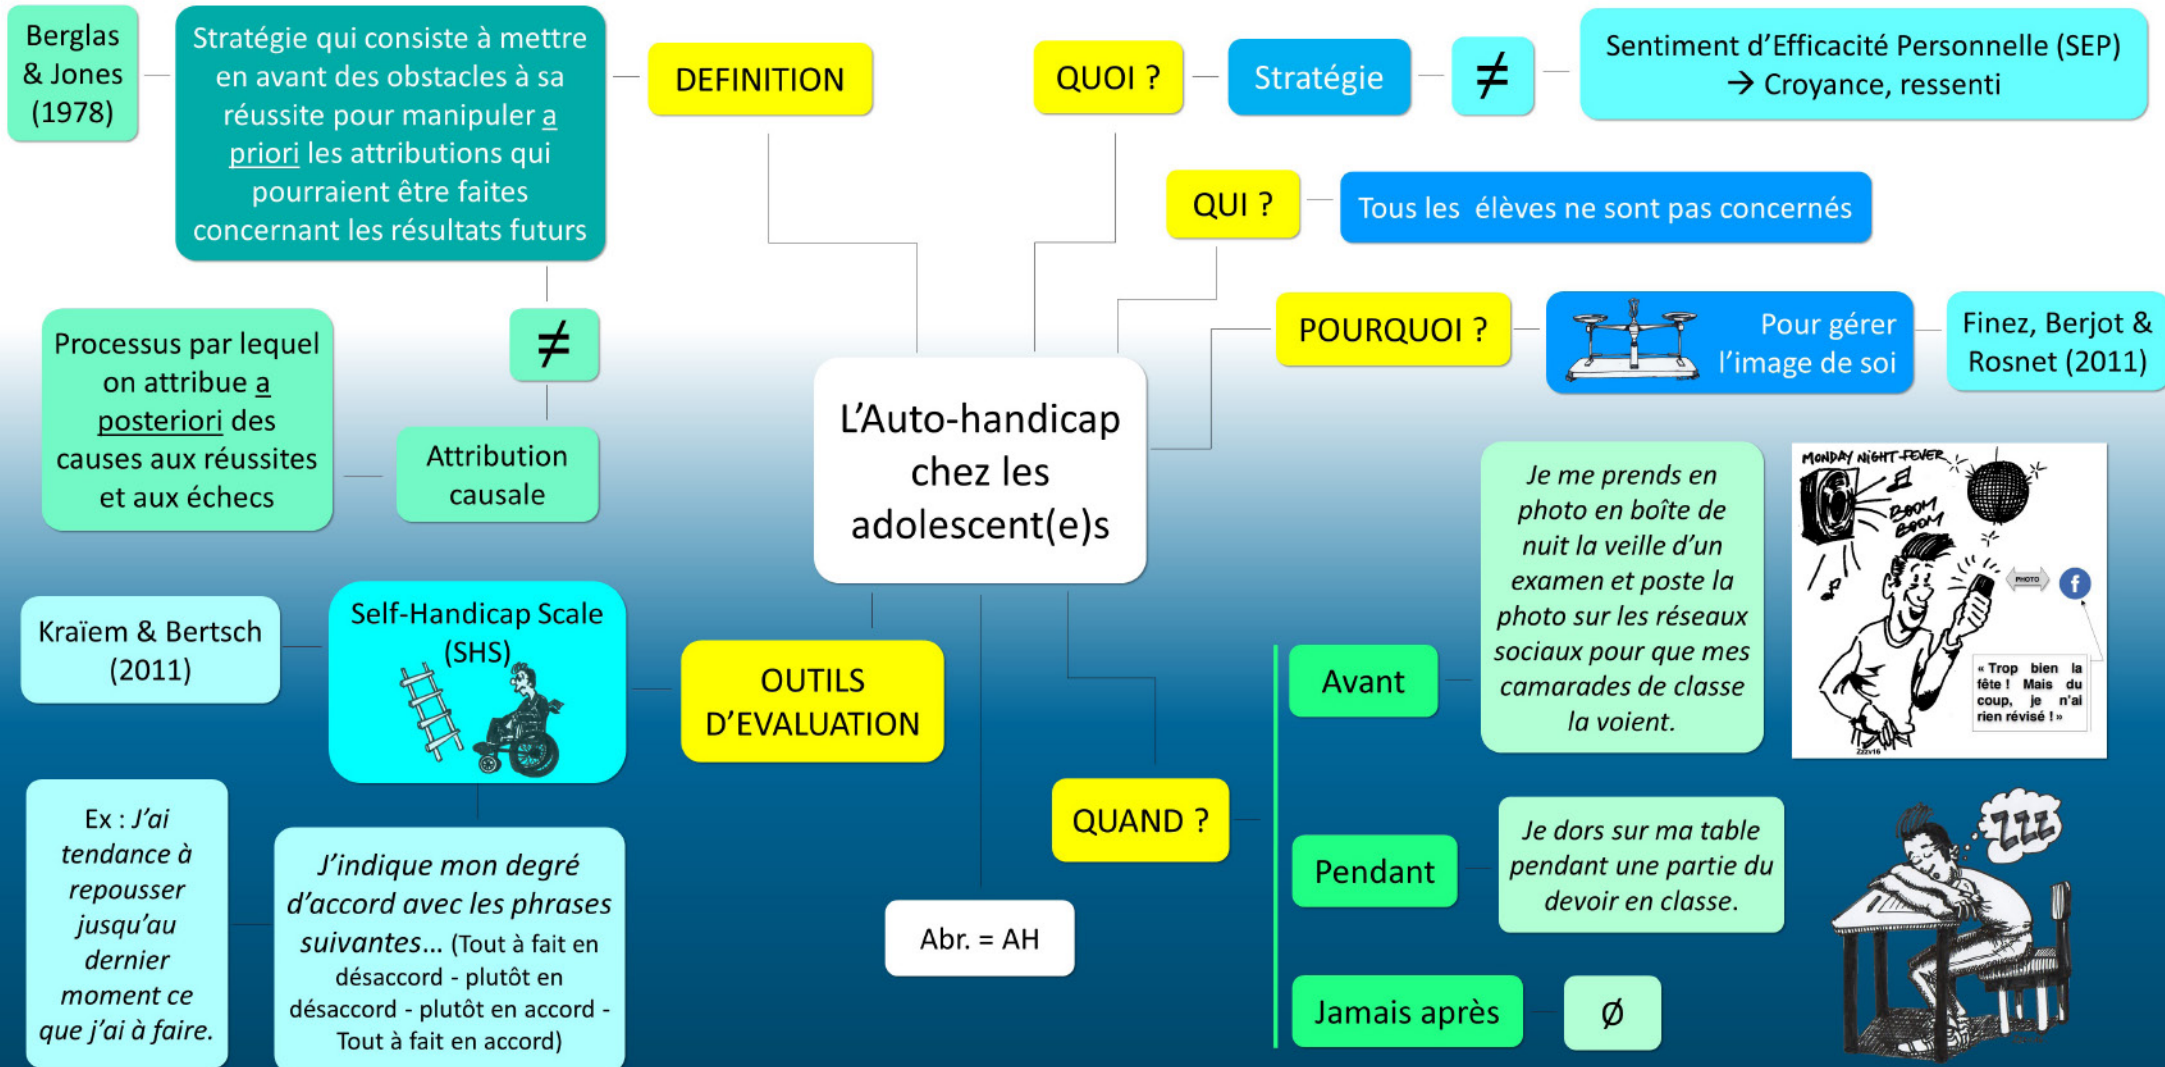 Berglas
& Jones
(1978)
Stratégie qui consiste à mettre
en avant des obstacles à sa
réussite pour manipuler a
priori les attributions qui
pourraient être faites
concernant les résultats futurs
DEFINITION
≠
Attribution
causale
Processus par lequel
on attribue a
posteriori des
causes aux réussites
et aux échecs
QUOI ?
Stratégie
≠
Sentiment d'Efficacité Personnelle (SEP)
→ Croyance, ressenti
QUI ?
Tous les élèves ne sont pas concernés
POURQUOI ?
Pour gérer
l'image de soi
Finez, Berjot &
Rosnet (2011)
L'Auto-handicap
chez les
adolescent(e)s
Kraïem & Bertsch
(2011)
Self-Handicap Scale
(SHS)
OUTILS
D'EVALUATION
Ex : J'ai
tendance à
repousser
jusqu'au
dernier
moment ce
que j'ai à faire.
J'indique mon degré
d'accord avec les phrases
suivantes... (Tout à fait en
désaccord - plutôt en
désaccord - plutôt en accord -
Tout à fait en accord)
Abr. = AH
QUAND ?
Avant
Je me prends en
photo en boîte de
nuit la veille d'un
examen et poste la
photo sur les réseaux
sociaux pour que mes
camarades de classe
la voient.
MONDAY NIGHT FEVER
BOOM
BOOM
PHOTO
f
« Trop bien la
fête ! Mais du
coup, je n'ai
rien révisé ! »
Zzzv16
Pendant
Je dors sur ma table
pendant une partie du
devoir en classe.
ZZZ
Jamais après
Ø